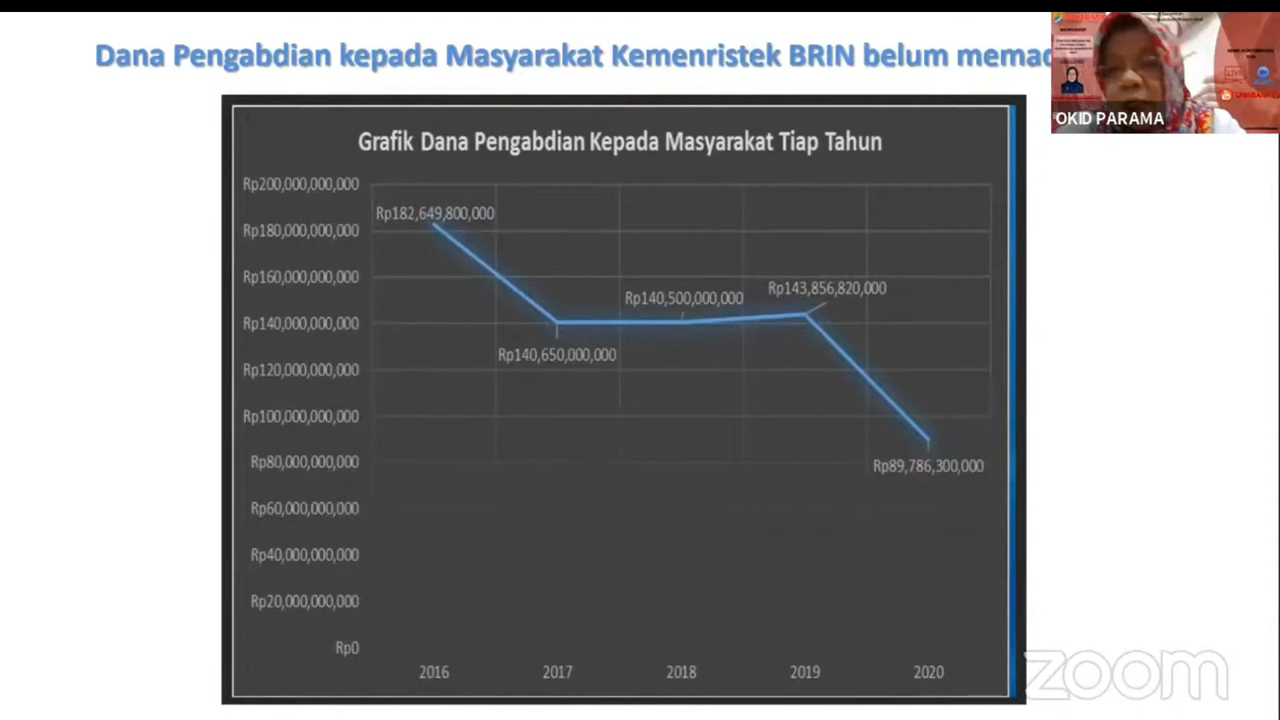 Dana Pengabdian kepada Masyarakat Kemenristek BRIN belum
OKID PARAMA
Grafik Dana Pengabdian Kepada Masyarakat Tiap Tahun
Rp200,000,000,000
Rp180,000,000,000
Rp160,000,000,000
Rp140,000,000,000
Rp120,000,000,000
Rp100,000,000,000
Rp80,000,000,000
Rp60,000,000,000
Rp40,000,000,000
Rp20,000,000,000
Rp0
Rp182,649,800,000
Rp140,650,000,000
Rp140,500,000,000
Rp143,856,820,000
Rp89,786,300,000
2016 2017 2018 2019 2020
zoom